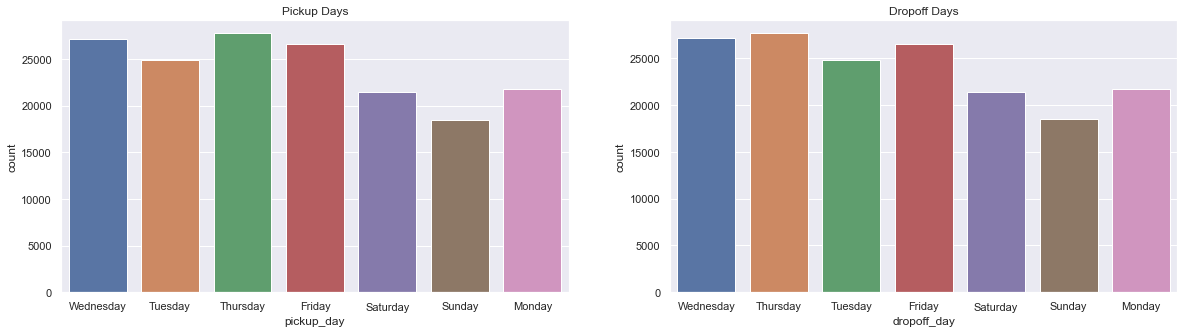 Pickup Days
count
25000
20000
15000
10000
5000
0
Wednesday Tuesday Thursday Friday Saturday Sunday Monday
pickup_day
Dropoff Days
count
25000
20000
15000
10000
5000
0
Wednesday Thursday Tuesday Friday Saturday Sunday Monday
dropoff_day